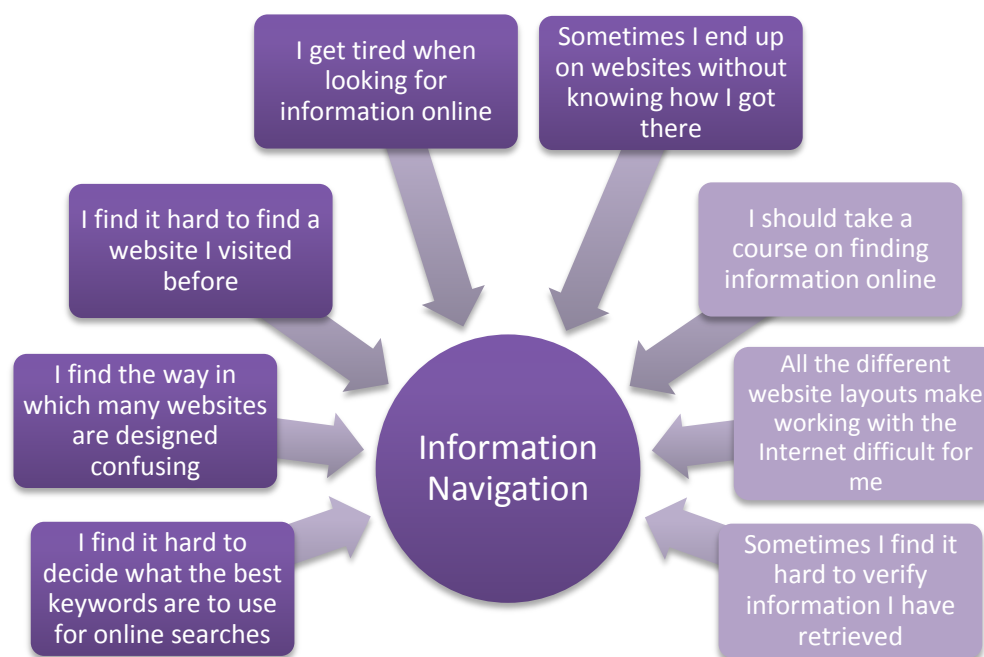 I get tired when
looking for
information online
Sometimes I end up
on websites without
knowing how I got
there
I find it hard to find a
website I visited
before
I should take a
course on finding
information online
I find the way in
which many websites
are designed
confusing
All the different
website layouts make
working with the
Internet difficult for
me
Information
Navigation
I find it hard to
decide what the best
keywords are to use
for online searches
Sometimes I find it
hard to verify
information I have
retrieved